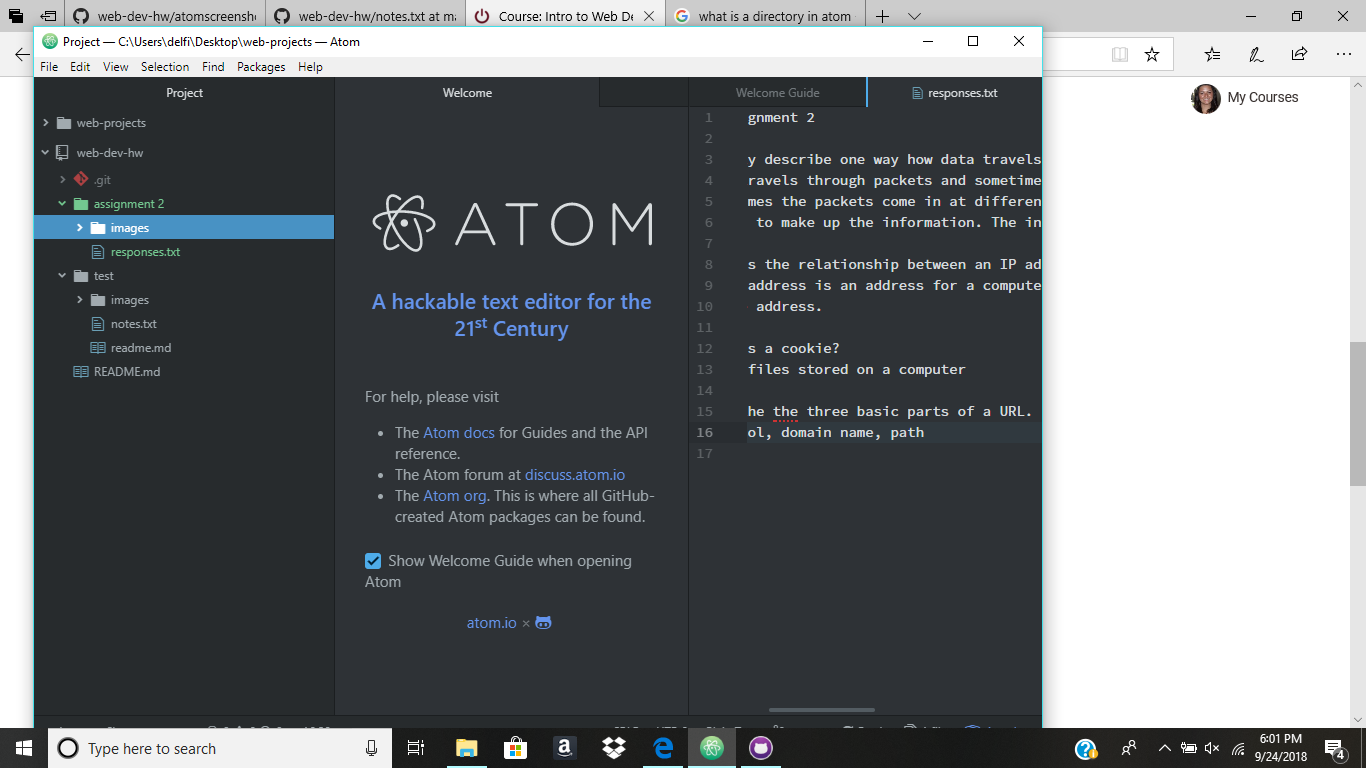 web-dev-hw/atomscreensh
web-dev-hw/notes.txt at ma
Course: Intro to Web De
what is a directory in atom
Project — C:\Users\delfi\Desktop\web-projects — Atom
File Edit View Selection Find Packages Help
My Courses
Project
web-projects
web-dev-hw
.git
assignment 2
images
responses.txt
test
images
notes.txt
readme.md
README.md
Welcome
ATOM
A hackable text editor for the
21st Century
For help, please visit
• The Atom docs for Guides and the API
reference.
• The Atom forum at discuss.atom.io
• The Atom org. This is where all GitHub-
created Atom packages can be found.
Show Welcome Guide when opening
Atom
atom.io ×
Welcome Guide
responses.txt
1 gnment 2
2
3 y describe one way how data travels
4 ravels through packets and sometime
5 mes the packets come in at differen
6 to make up the information. The in
7
8 s the relationship between an IP ad
9 address is an address for a compute
10 address.
11
12 s a cookie?
13 files stored on a computer
14
15 he the three basic parts of a URL.
16 ol, domain name, path
17
Type here to search
6:01 PM
9/24/2018
4